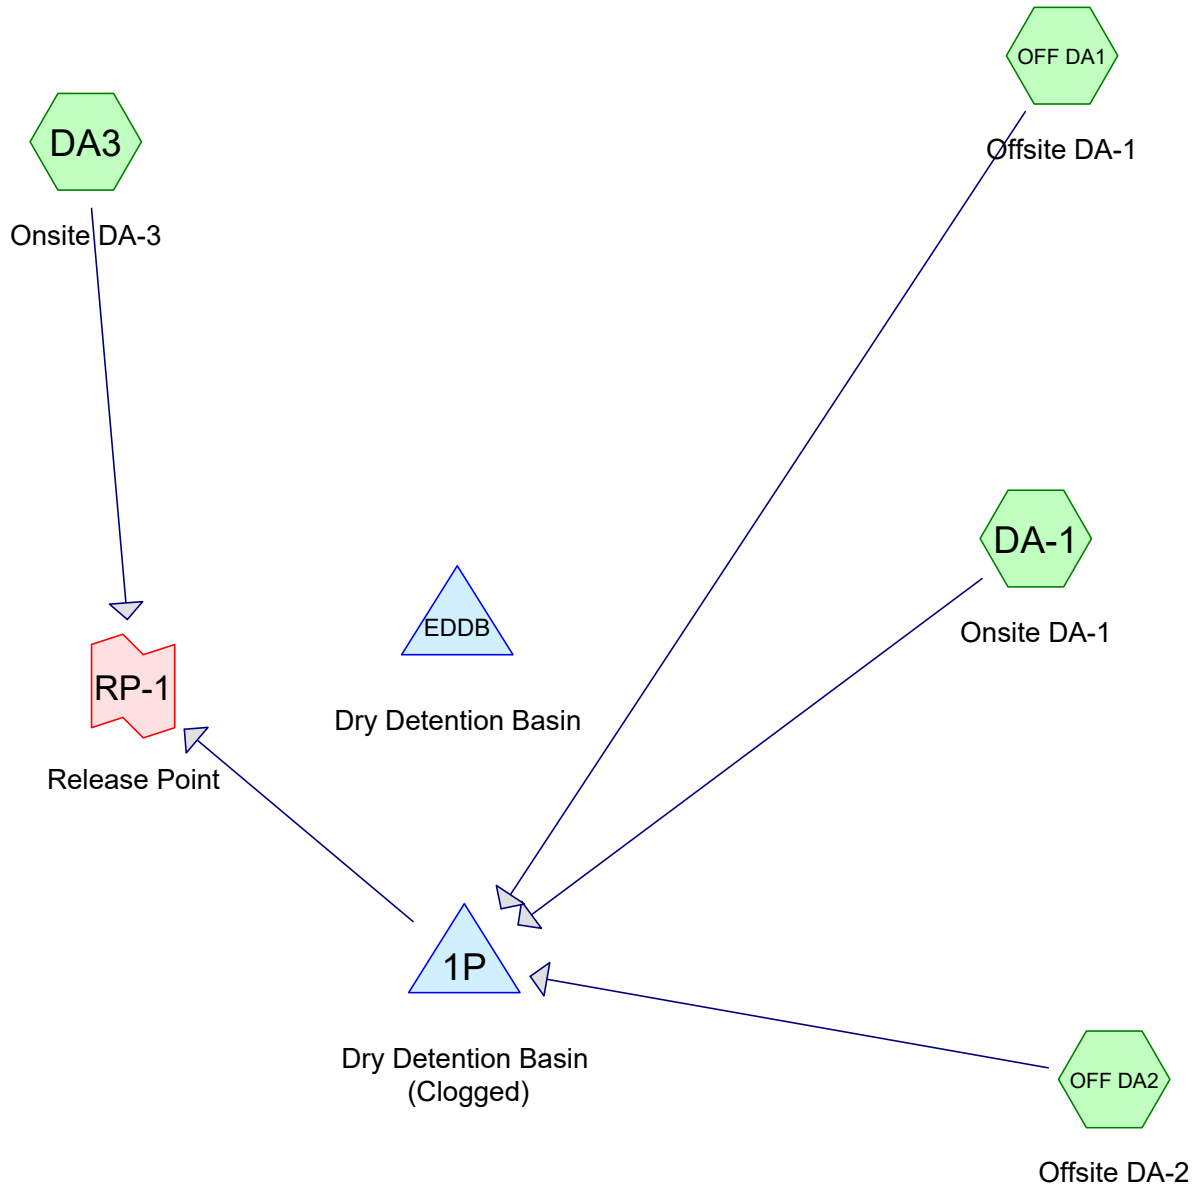 OFF DA1
Offsite DA-1
DA3
Onsite DA-3
DA-1
Onsite DA-1
EDDB
Dry Detention Basin
RP-1
Release Point
1P
Dry Detention Basin
(Clogged)
OFF DA2
Offsite DA-2